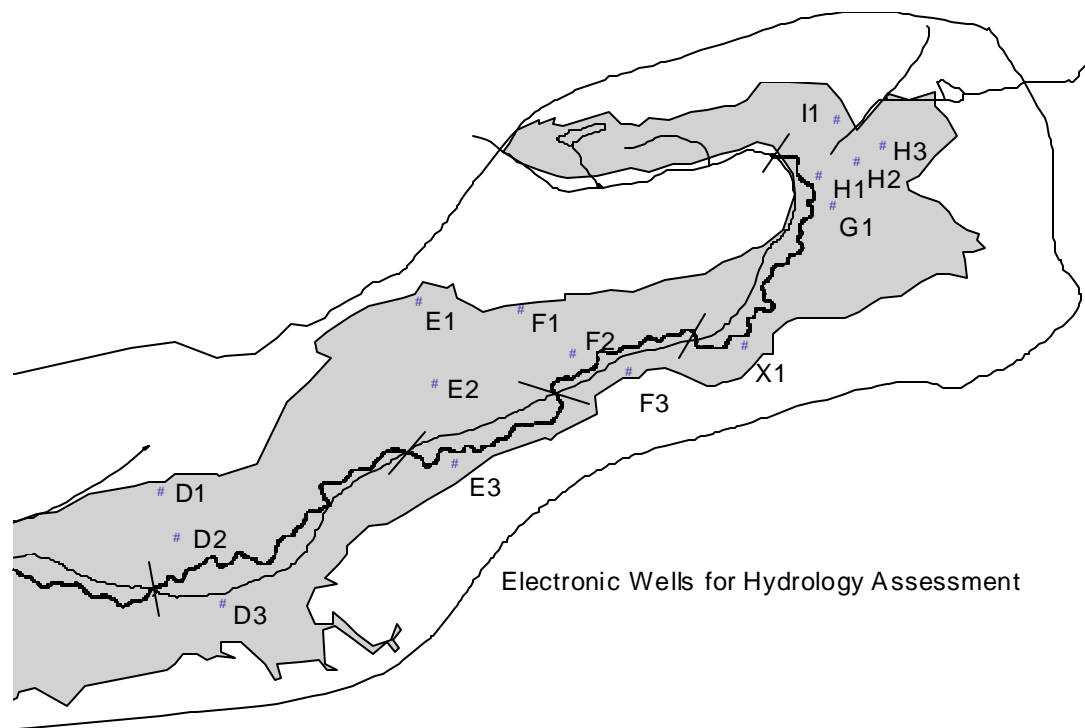 I1
#
H3
#
H2
#
H1
#
G1
#
E1
#
F1
#
F2
#
X1
#
E2
#
F3
#
E3
#
D1
#
D2
#
Electronic Wells for Hydrology Assessment
D3
#